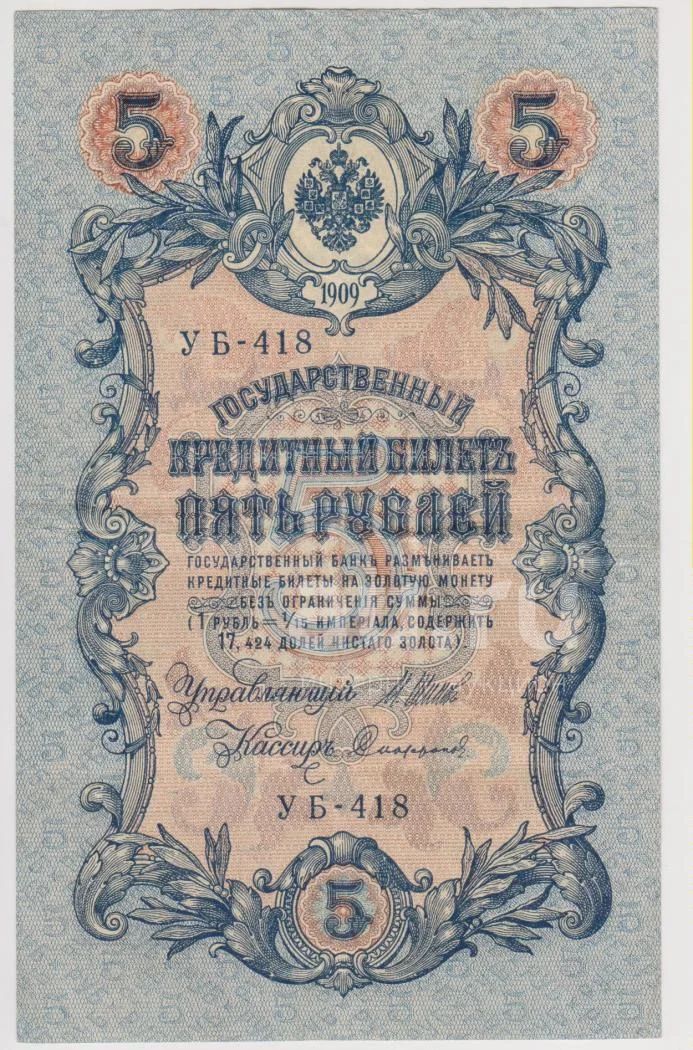 5 5
1909
УБ-418
ГОСУДАРСТВЕННЫЙ
КРЕДИТНЫЙ БИЛЕТЪ
ПЯТЬ РУБЛЕЙ
ГОСУДАРСТВЕННЫЙ БАНКЪ РАЗМѢНИВАЕТЪ
КРЕДИТНЫЕ БИЛЕТЫ НА ЗОЛОТУЮ МОНЕТУ
БЕЗЪ ОГРАНИЧЕНІЯ СУММЫ
(1 РУБЛЬ = 1/15 ИМПЕРІАЛА, СОДЕРЖИТЪ
17,424 ДОЛЕЙ ЧИСТАГО ЗОЛОТА).
Управляющій
Кассиръ
УБ-418
5